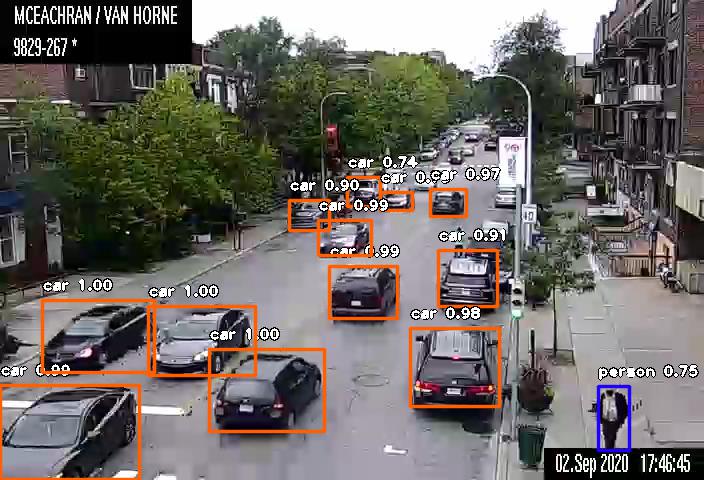 MCEACHRAN / VAN HORNE
9829-267 *
car 0.74
car 0.97
car 0.90
car 0.99
car 0.99
car 0.91
car 1.00
car 1.00
car 0.98
car 1.00
car 0.99
person 0.75
40
02.Sep 2020 17:46:45